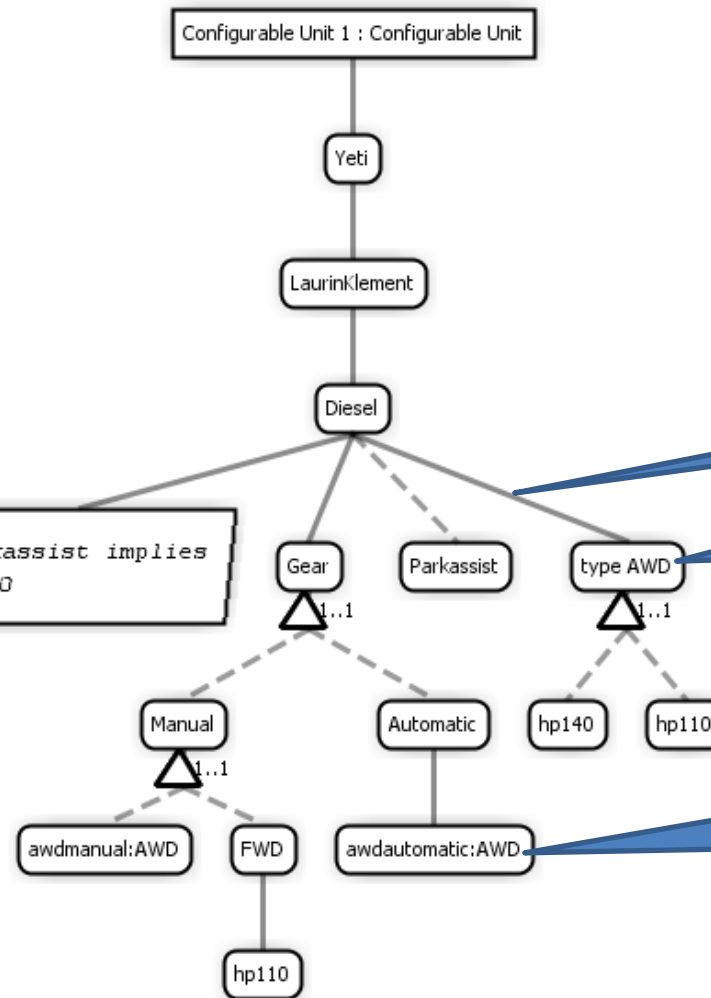 Configurable Unit 1 : Configurable Unit
Yeti
LaurinKlement
Diesel
assist implies
Gear
Parkassist
type AWD
1..1
1..1
Manual
Automatic
hp140
hp110
1..1
awdmanual:AWD
FWD
awdautomatic:AWD
hp110